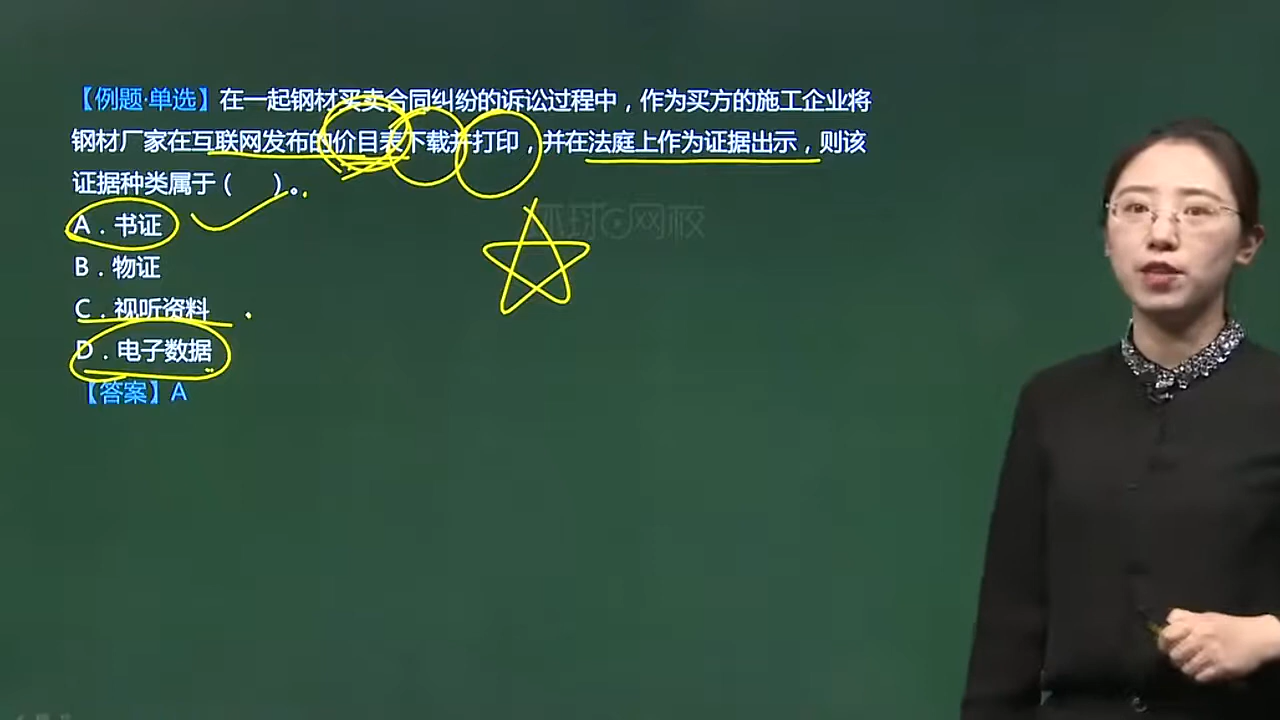 【例题·单选】在一起钢材买卖合同纠纷的诉讼过程中，作为买方的施工企业将
钢材厂家在互联网发布的价目表下载并打印，并在法庭上作为证据出示，则该
证据种类属于（ ）。
A．书证
环球网校
B．物证
C．视听资料
D．电子数据
【答案】A